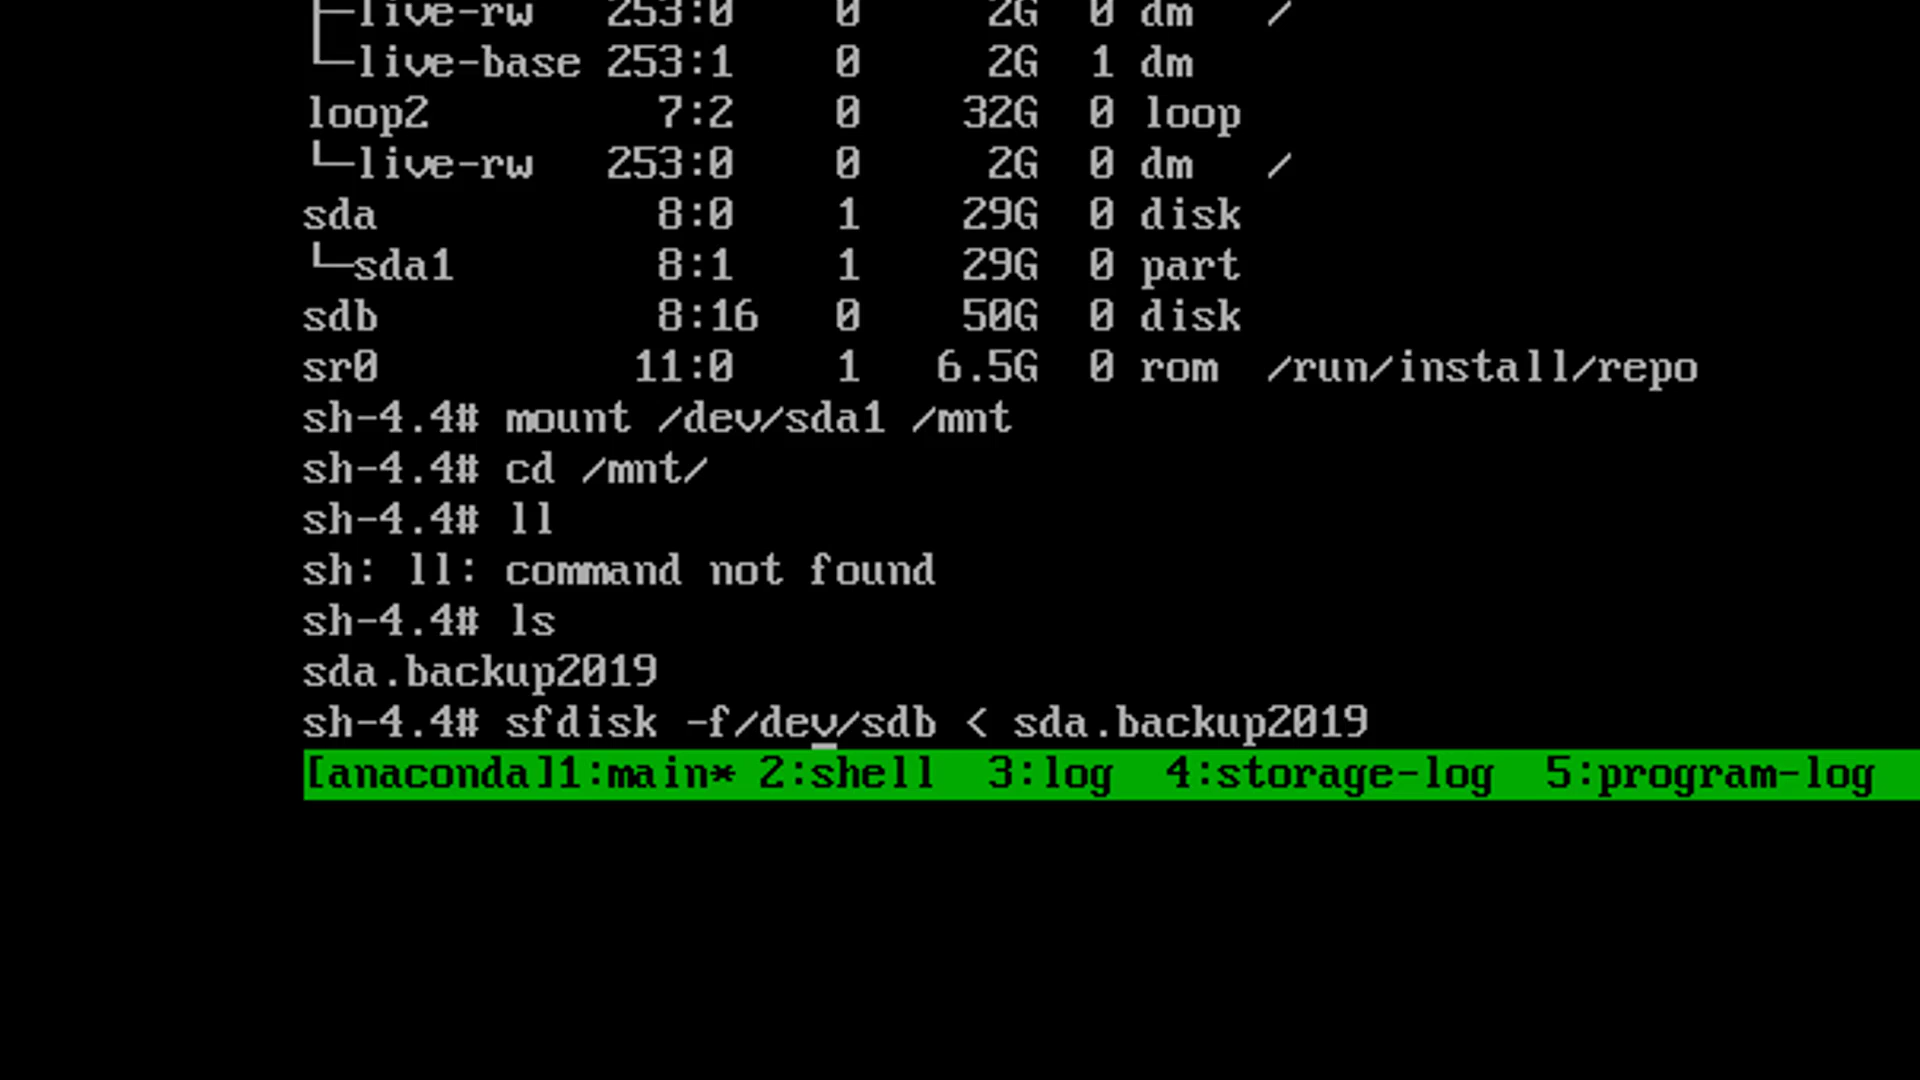 ├─live-rw   253:0    0     2G  0 dm   /
└─live-base 253:1    0     2G  1 dm
loop2         7:2    0    32G  0 loop
└─live-rw   253:0    0     2G  0 dm   /
sda           8:0    1    29G  0 disk
└─sda1        8:1    1    29G  0 part
sdb           8:16   0    50G  0 disk
sr0          11:0    1   6.5G  0 rom  /run/install/repo
sh-4.4# mount /dev/sda1 /mnt
sh-4.4# cd /mnt/
sh-4.4# ll
sh: ll: command not found
sh-4.4# ls
sda.backup2019
sh-4.4# sfdisk -f/dev/sdb < sda.backup2019
[anaconda]1:main* 2:shell  3:log  4:storage-log  5:program-log